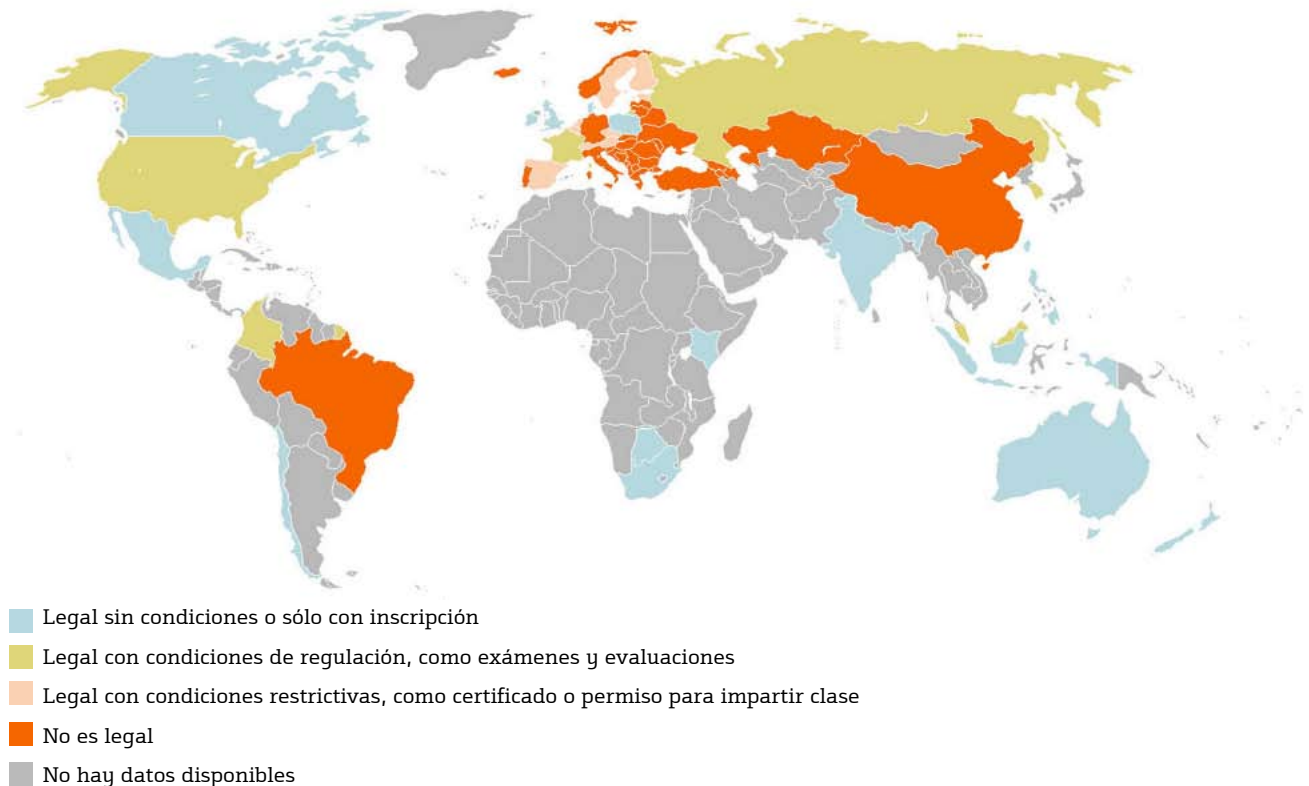 Legal sin condiciones o sólo con inscripción
Legal con condiciones de regulación, como exámenes y evaluaciones
Legal con condiciones restrictivas, como certificado o permiso para impartir clase
No es legal
No hay datos disponibles